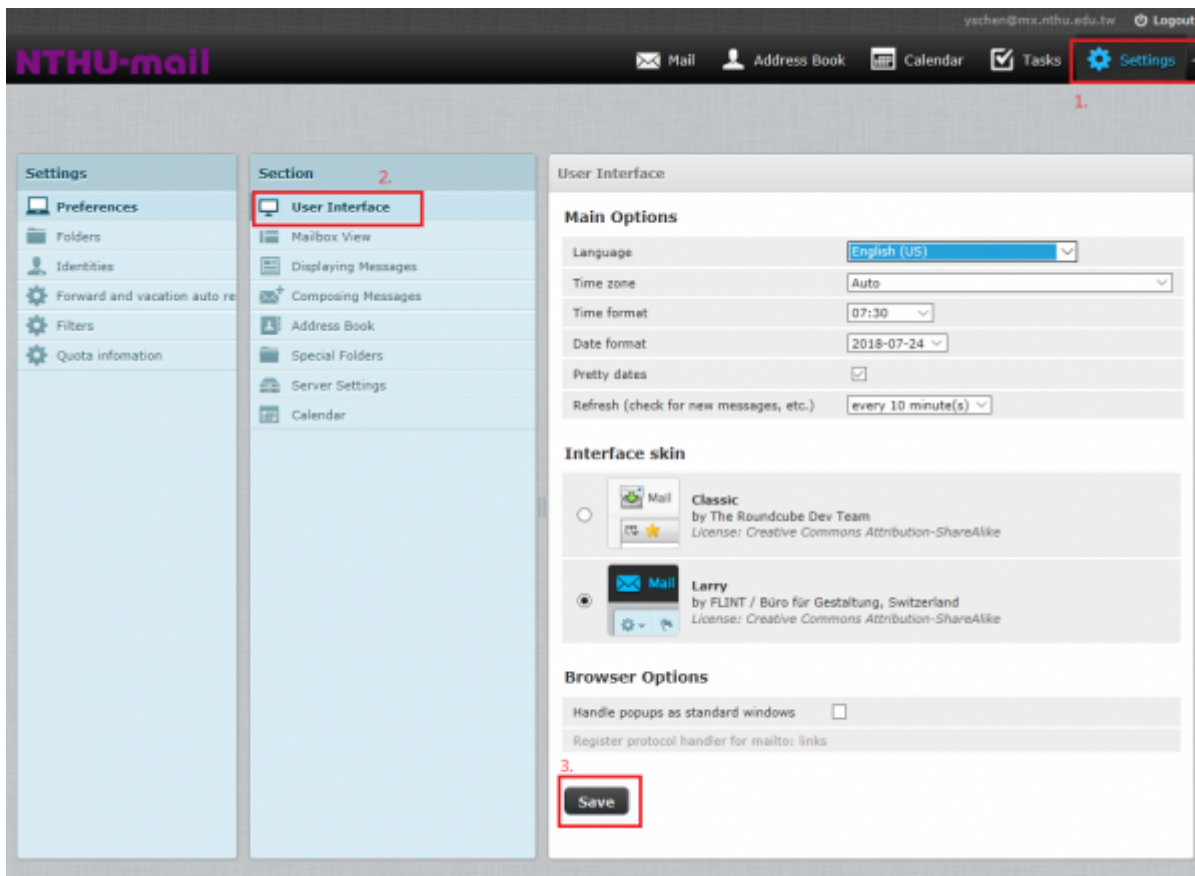 yschen@mx.nthu.edu.tw Logout
NTHU-mail
Mail Address Book Calendar Tasks Settings
1.
Settings
Preferences
Folders
Identities
Forward and vacation auto re
Filters
Quota infomation
Section 2.
User Interface
Mailbox View
Displaying Messages
Composing Messages
Address Book
Special Folders
Server Settings
Calendar
User Interface
Main Options
Language English (US)
Time zone Auto
Time format 07:30
Date format 2018-07-24
Pretty dates
Refresh (check for new messages, etc.) every 10 minute(s)
Interface skin
Mail
Classic
by The Roundcube Dev Team
License: Creative Commons Attribution-ShareAlike
Mail
Larry
by FLINT / Büro für Gestaltung, Switzerland
License: Creative Commons Attribution-ShareAlike
Browser Options
Handle popups as standard windows
Register protocol handler for mailto: links
3.
Save